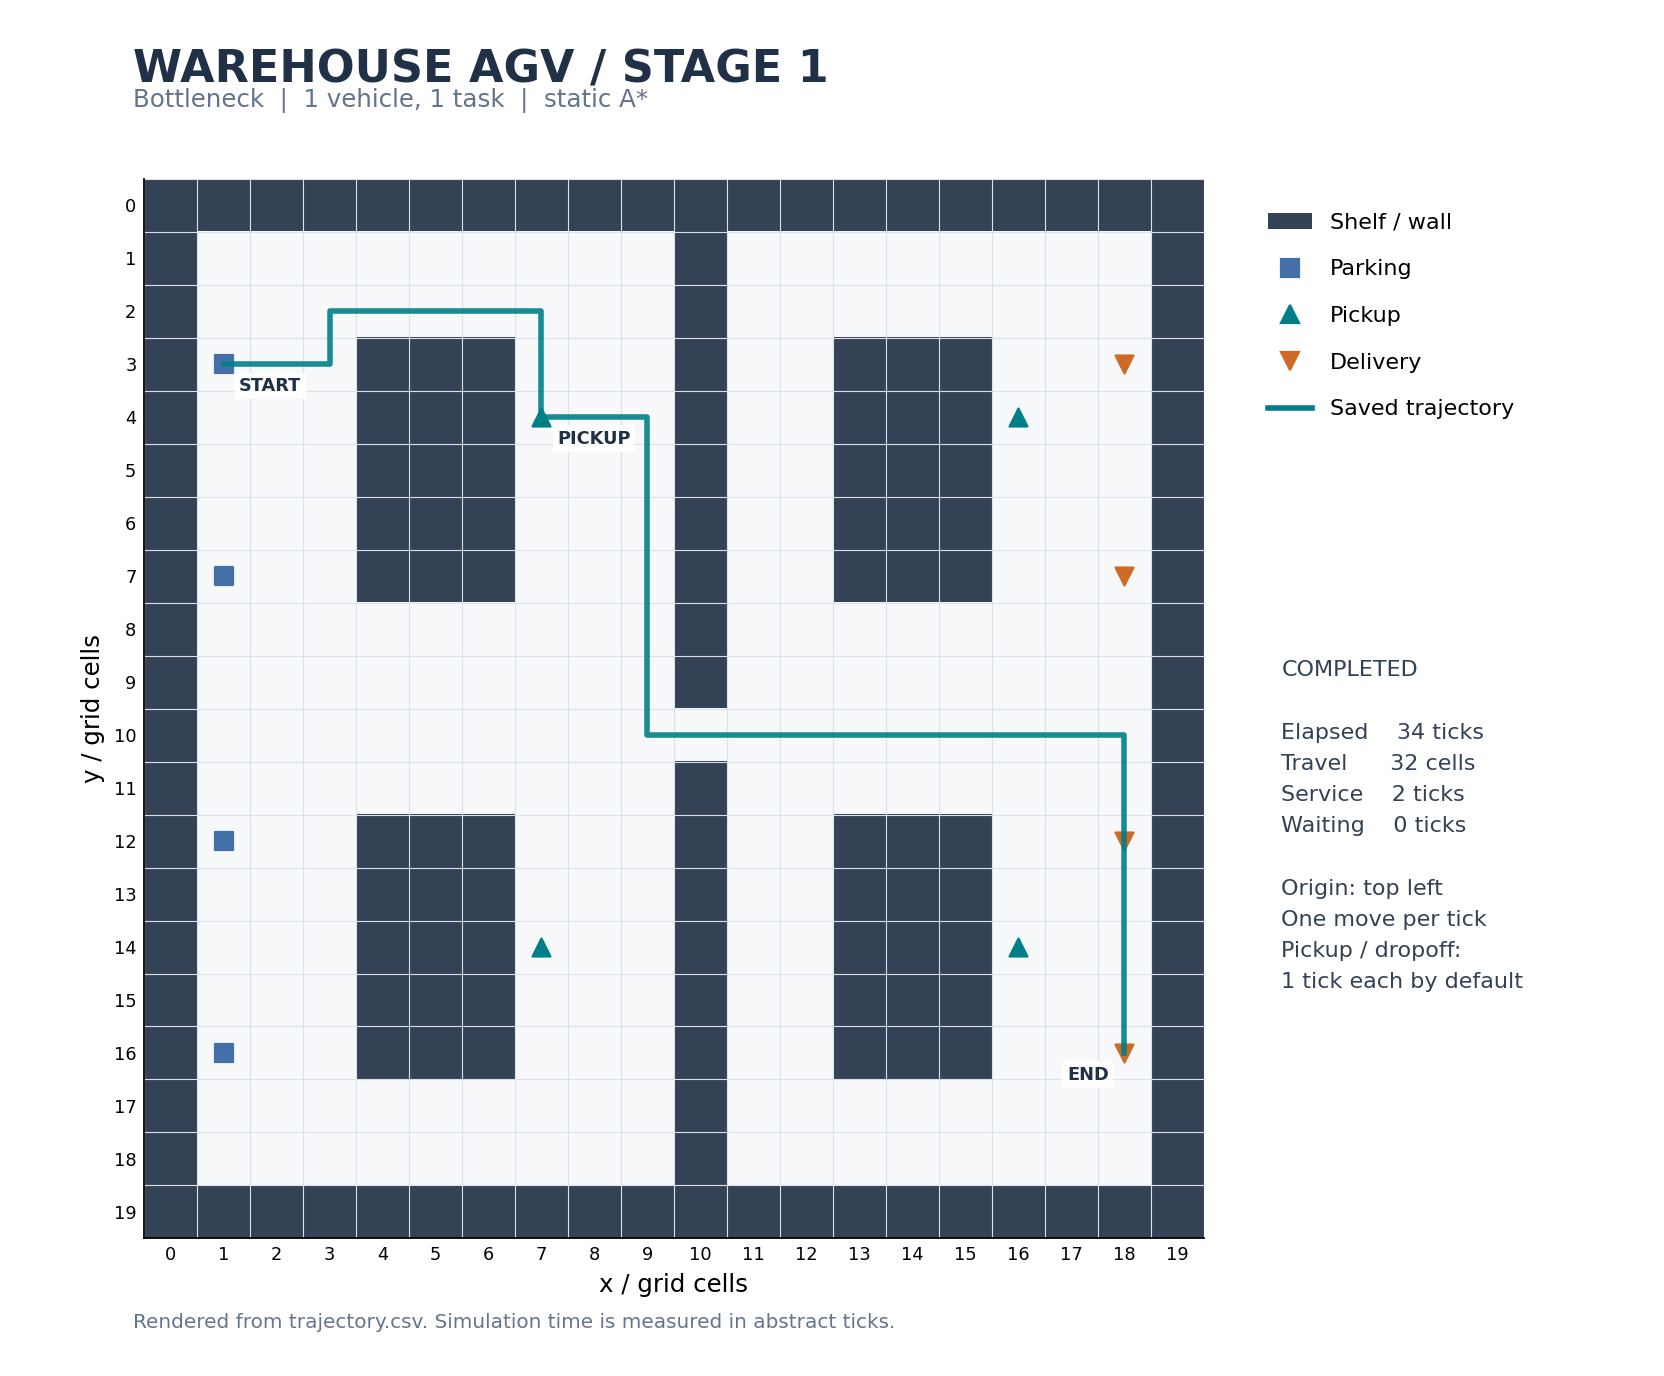 WAREHOUSE AGV / STAGE 1
Bottleneck | 1 vehicle, 1 task | static A*
0
1
2
3
4
5
6
7
8
9
10
11
12
13
14
15
16
17
18
19
y / grid cells
START
PICKUP
END
0 1 2 3 4 5 6 7 8 9 10 11 12 13 14 15 16 17 18 19
x / grid cells
Shelf / wall
Parking
Pickup
Delivery
Saved trajectory
COMPLETED
Elapsed 34 ticks
Travel 32 cells
Service 2 ticks
Waiting 0 ticks
Origin: top left
One move per tick
Pickup / dropoff:
1 tick each by default
Rendered from trajectory.csv. Simulation time is measured in abstract ticks.